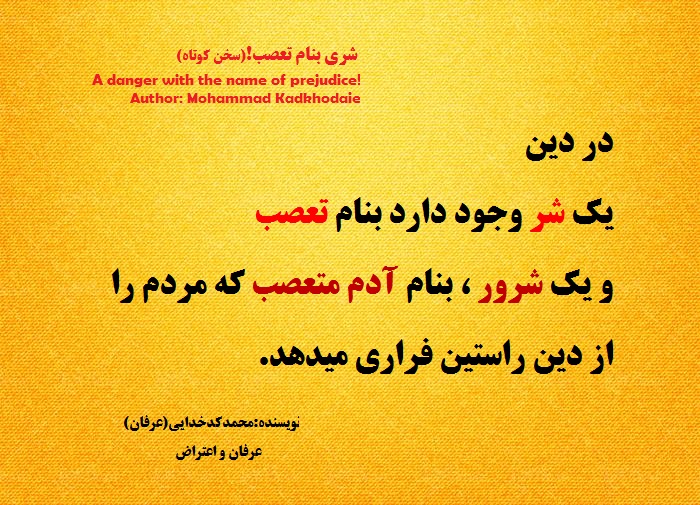 شری بنام تعصب!(سخن کوتاه)
A danger with the name of prejudice!
Author: Mohammad Kadkhodaie
در دین
یک شر وجود دارد بنام تعصب
و یک شرور ، بنام آدم متعصب که مردم را
از دین راستین فراری میدهد.
نویسنده:محمدکدخدایی(عرفان)
عرفان و اعتراض